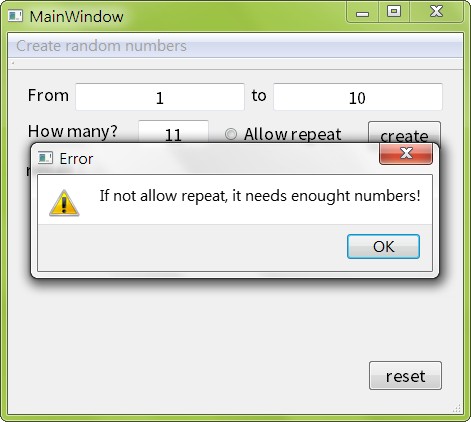 MainWindow
Create random numbers
From 1 to 10
How many? 11 Allow repeat create
Error
If not allow repeat, it needs enought numbers!
OK
reset